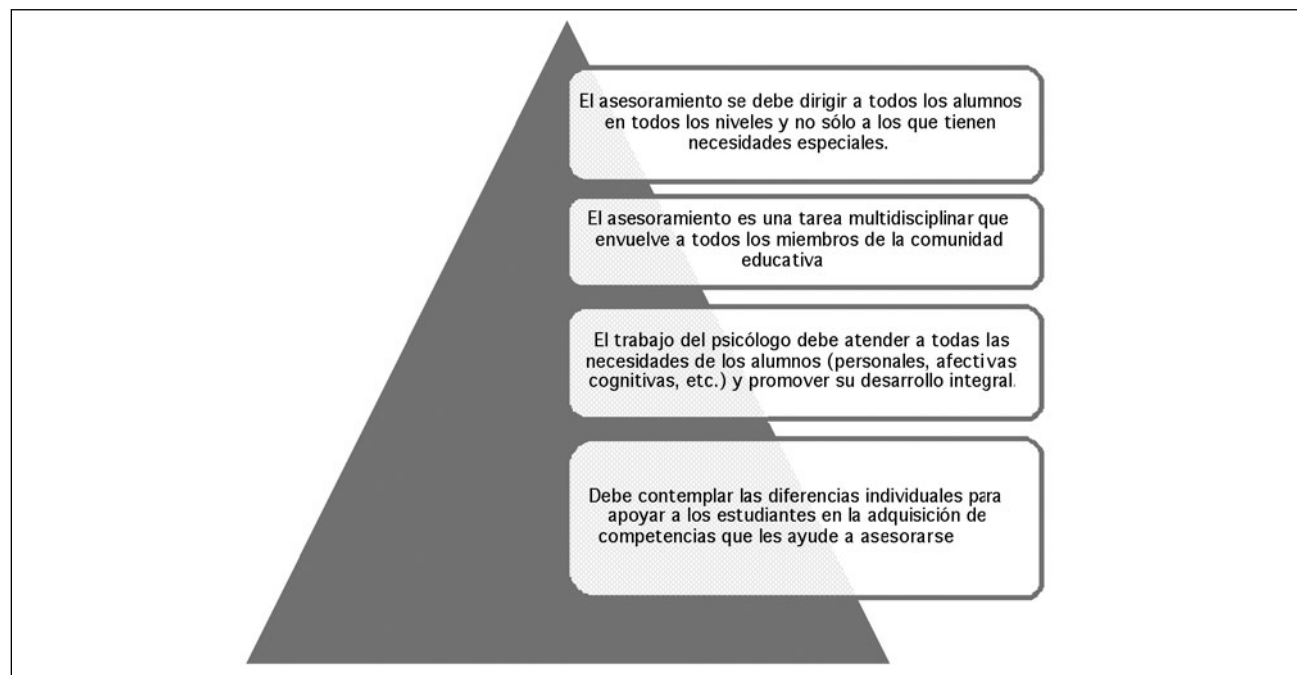 El asesoramiento se debe dirigir a todos los alumnos
en todos los niveles y no sólo a los que tienen
necesidades especiales.
El asesoramiento es una tarea multidisciplinar que
envuelve a todos los miembros de la comunidad
educativa
El trabajo del psicólogo debe atender a todas las
necesidades de los alumnos (personales, afectivas
cognitivas, etc.) y promover su desarrollo integral.
Debe contemplar las diferencias individuales para
apoyar a los estudiantes en la adquisición de
competencias que les ayude a asesorarse